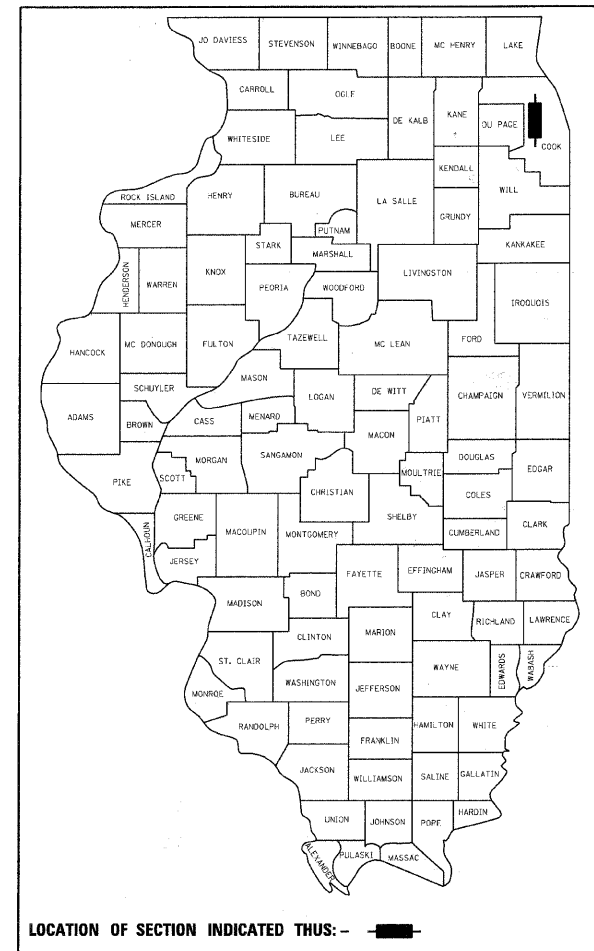 JO DAVIESS STEVENSON WINNEBAGO BOONE MC HENRY LAKE
CARROLL OGLE
DE KALB KANE DU PAGE COOK
WHITESIDE LEE
KENDALL WILL
ROCK ISLAND HENRY BUREAU LA SALLE GRUNDY
MERCER PUTNAM
STARK MARSHALL KANKAKEE
HENDERSON WARREN KNOX PEORIA WOODFORD LIVINGSTON IROQUOIS
HANCOCK MC DONOUGH FULTON TAZEWELL MC LEAN FORD
SCHUYLER MASON LOGAN DE WITT CHAMPAIGN VERMILION
ADAMS BROWN CASS MENARD MACON PIATT
MORGAN SANGAMON DOUGLAS EDGAR
PIKE SCOTT CHRISTIAN MOULTRIE COLES
GREENE MACOUPIN MONTGOMERY SHELBY CUMBERLAND CLARK
CALHOUN JERSEY
FAYETTE EFFINGHAM JASPER CRAWFORD
MADISON BOND
CLAY RICHLAND LAWRENCE
CLINTON MARION
ST. CLAIR WAYNE EDWARDS WABASH
MONROE WASHINGTON JEFFERSON
RANDOLPH PERRY HAMILTON WHITE
FRANKLIN
JACKSON WILLIAMSON SALINE GALLATIN
UNION JOHNSON POPE HARDIN
ALEXANDER PULASKI MASSAC
LOCATION OF SECTION INDICATED THUS: -